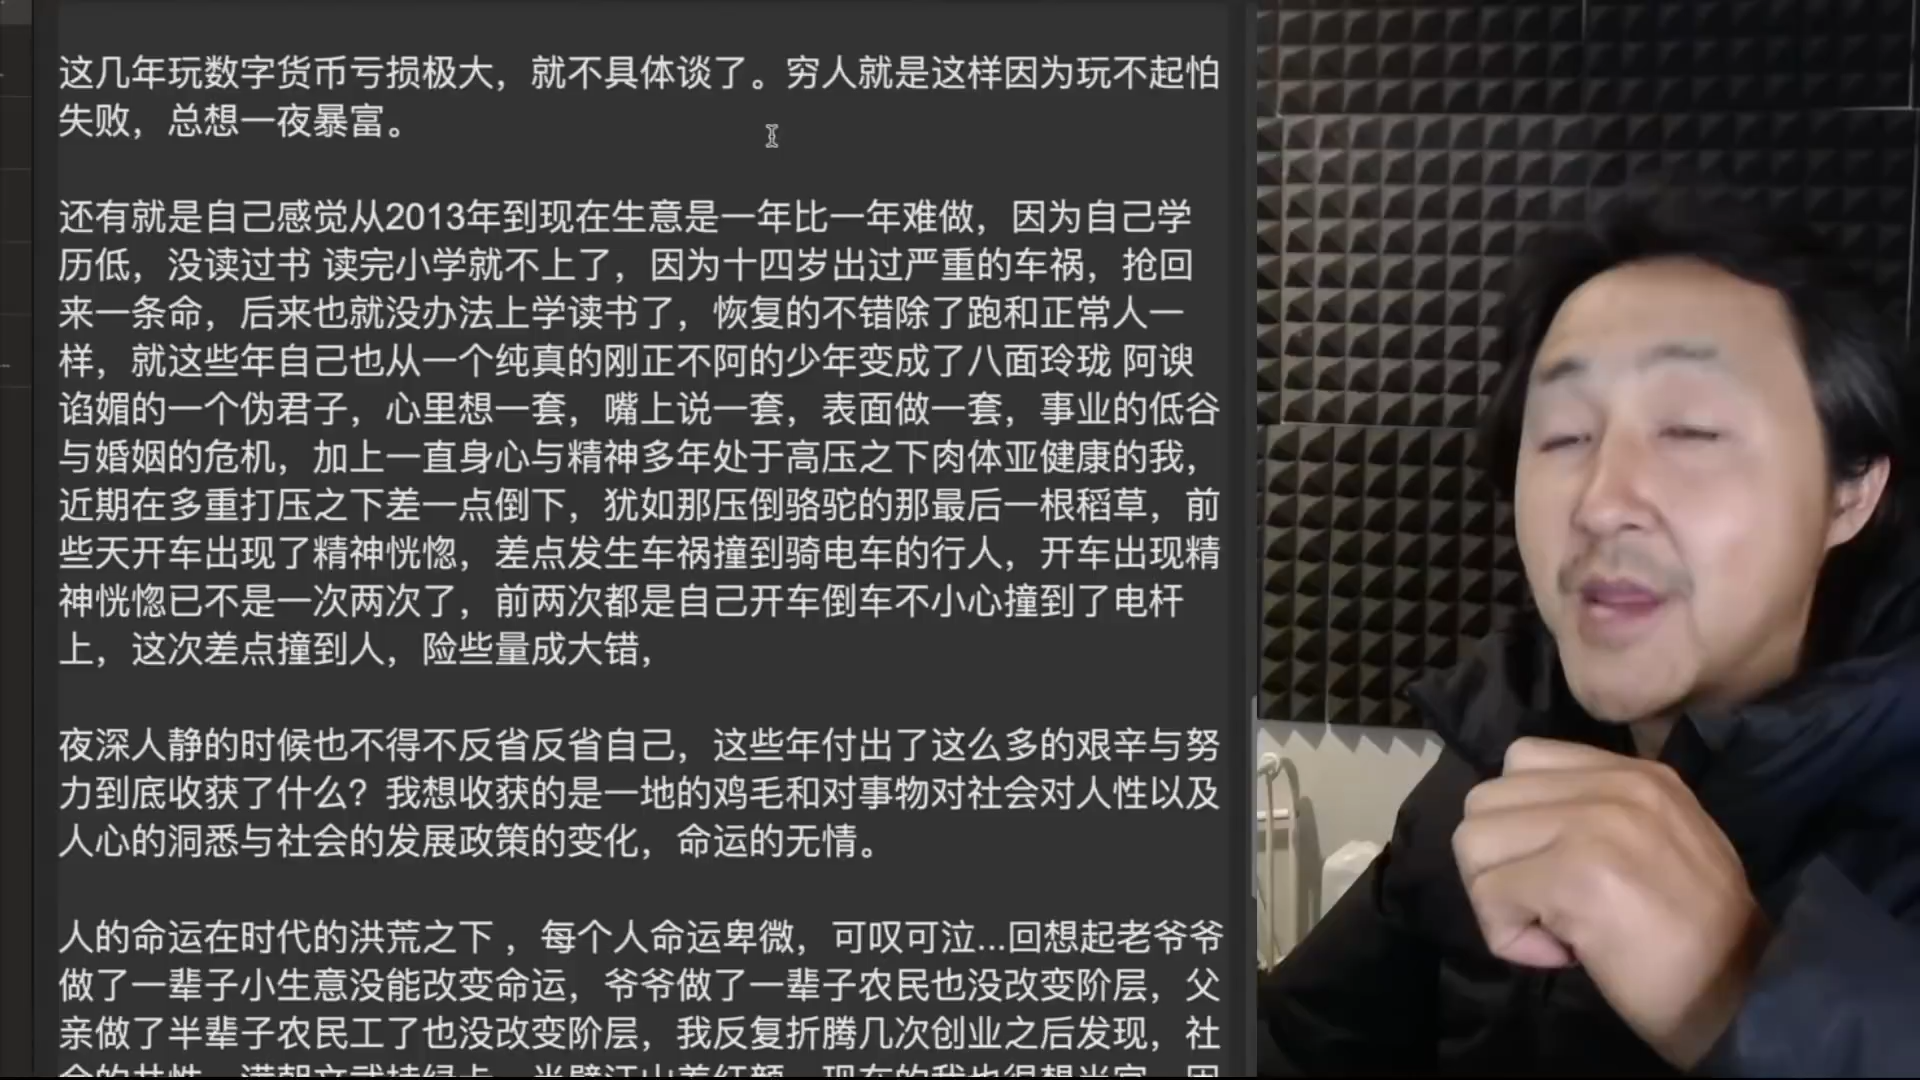 这几年玩数字货币亏损极大，就不具体谈了。穷人就是这样因为玩不起怕
失败，总想一夜暴富。
还有就是自己感觉从2013年到现在生意是一年比一年难做，因为自己学
历低，没读过书 读完小学就不上了，因为十四岁出过严重的车祸，抢回
来一条命，后来也就没办法上学读书了，恢复的不错除了跑和正常人一
样，就这些年自己也从一个纯真的刚正不阿的少年变成了八面玲珑 阿谀
谄媚的一个伪君子，心里想一套，嘴上说一套，表面做一套，事业的低谷
与婚姻的危机，加上一直身心与精神多年处于高压之下肉体亚健康的我，
近期在多重打压之下差一点倒下，犹如那压倒骆驼的那最后一根稻草，前
些天开车出现了精神恍惚，差点发生车祸撞到骑电车的行人，开车出现精
神恍惚已不是一次两次了，前两次都是自己开车倒车不小心撞到了电杆
上，这次差点撞到人，险些量成大错，
夜深人静的时候也不得不反省反省自己，这些年付出了这么多的艰辛与努
力到底收获了什么？我想收获的是一地的鸡毛和对事物对社会对人性以及
人心的洞悉与社会的发展政策的变化，命运的无情。
人的命运在时代的洪荒之下 ，每个人命运卑微，可叹可泣...回想起老爷爷
做了一辈子小生意没能改变命运，爷爷做了一辈子农民也没改变阶层，父
亲做了半辈子农民工了也没改变阶层，我反复折腾几次创业之后发现，社